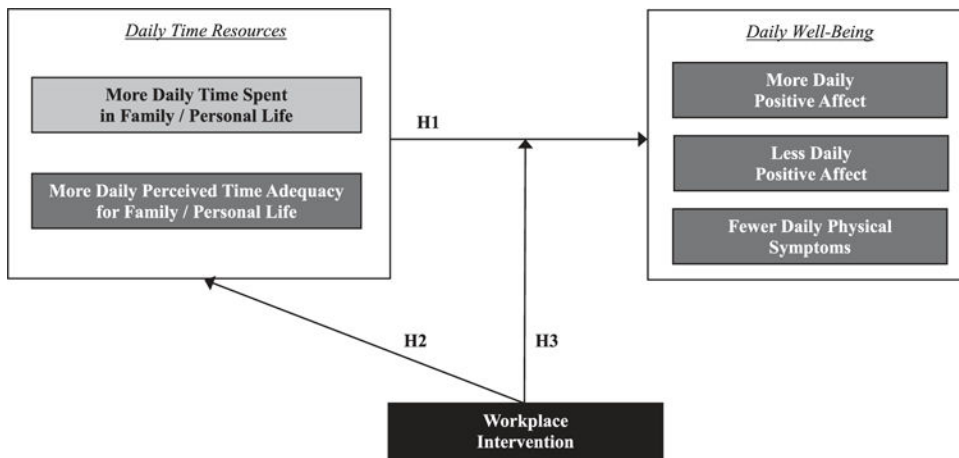 Daily Time Resources
More Daily Time Spent
in Family / Personal Life
More Daily Perceived Time Adequacy
for Family / Personal Life
H1
Daily Well-Being
More Daily
Positive Affect
Less Daily
Positive Affect
Fewer Daily Physical
Symptoms
H2
H3
Workplace
Intervention